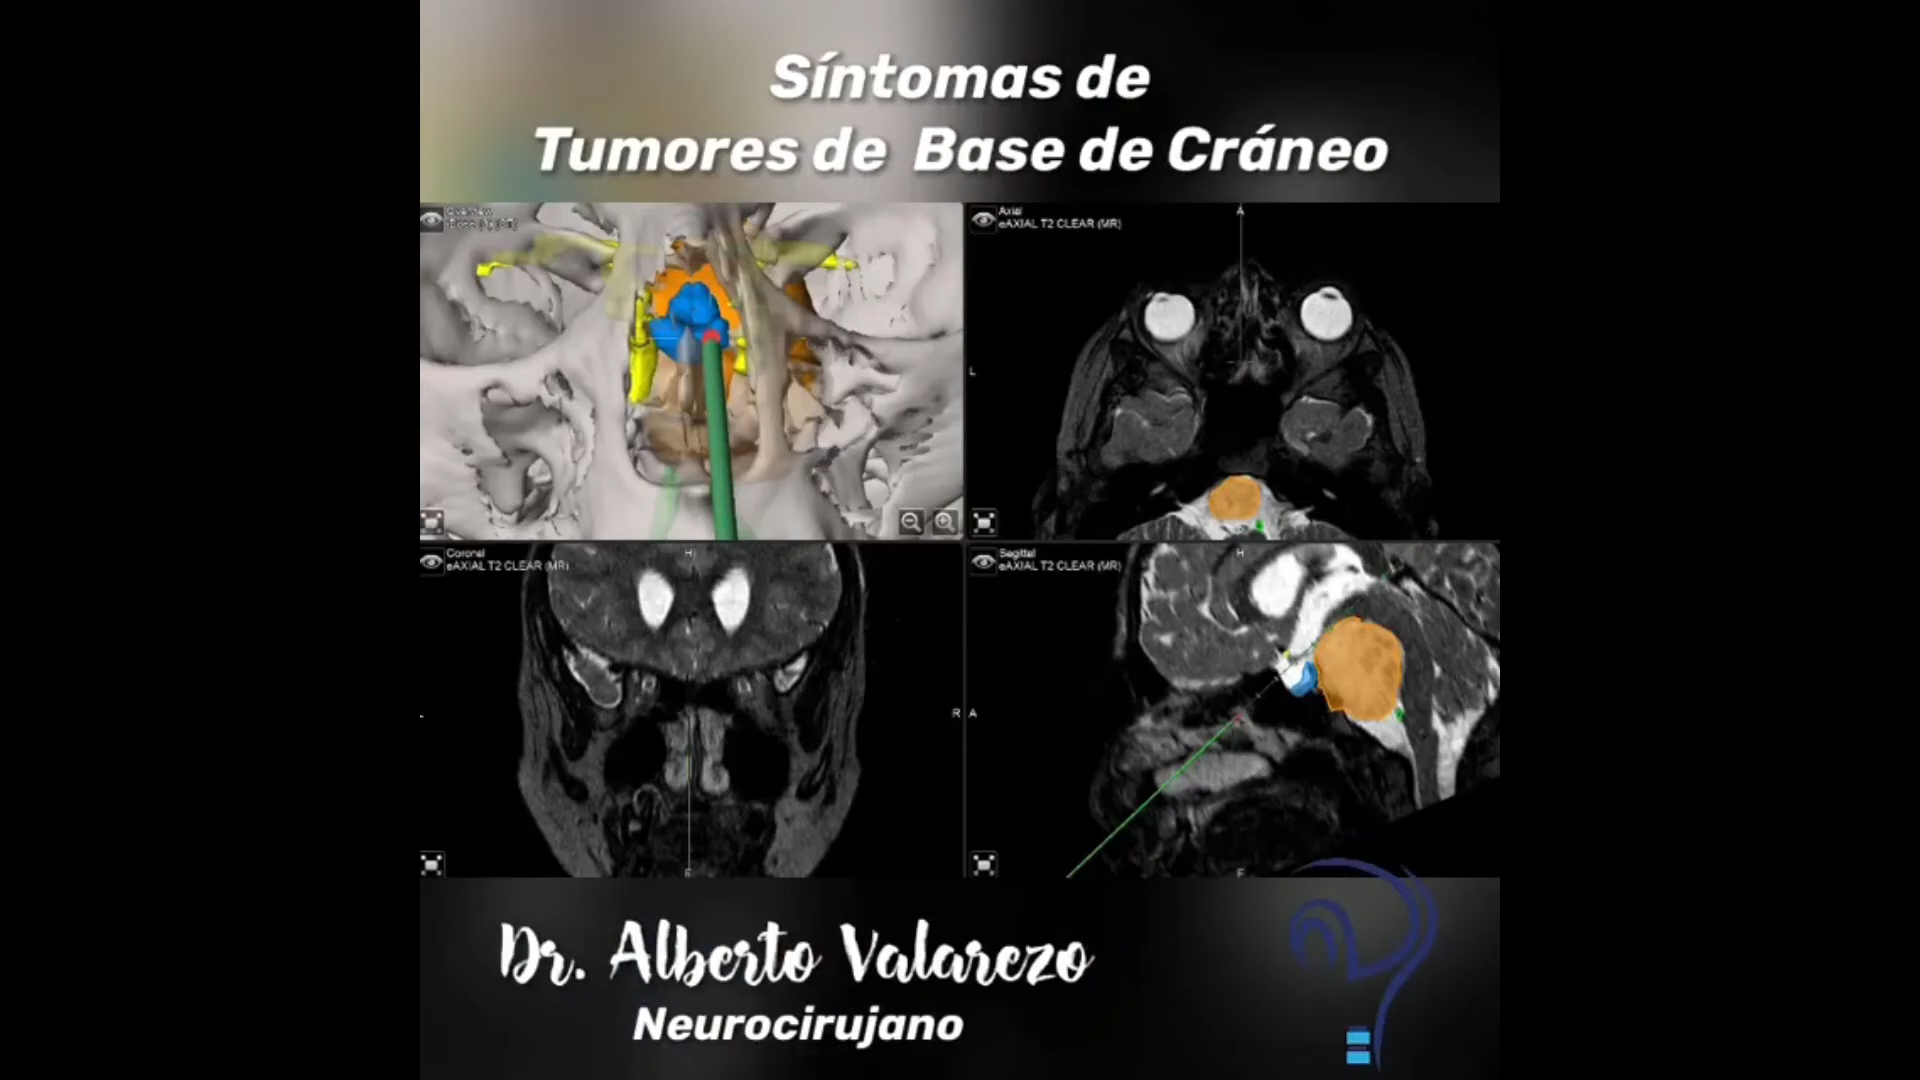 Síntomas de
Tumores de Base de Cráneo
Axial
eAXIAL T2 CLEAR (MR)
A
L
Coronal
eAXIAL T2 CLEAR (MR)
H
R
Sagittal
eAXIAL T2 CLEAR (MR)
H
A
F
F
Dr. Alberto Valarezo
Neurocirujano